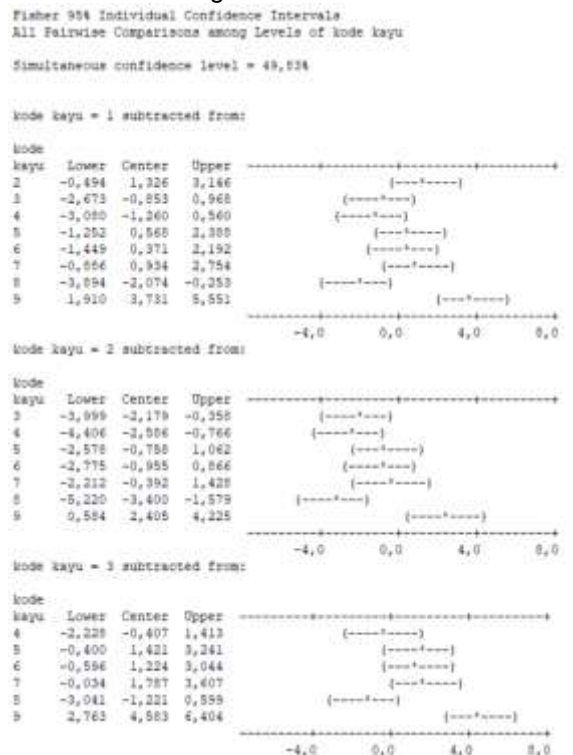 Fisher 95% Individual Confidence Intervals
All Pairwise Comparisons among Levels of kode kayu
Simultaneous confidence level = 49,83%
kode kayu = 1 subtracted from:
kode
kayu Lower Center Upper --------+---------+---------+---------+
2 -0,494 1,326 3,146 (---*----)
3 -2,673 -0,853 0,968 (----*---)
4 -3,080 -1,260 0,560 (----*---)
5 -1,252 0,568 2,388 (---*----)
6 -1,449 0,371 2,192 (----*---)
7 -0,886 0,934 2,754 (---*----)
8 -3,894 -2,074 -0,253 (----*---)
9 1,910 3,731 5,551 (---*----)
--------+---------+---------+---------+
-4,0 0,0 4,0 8,0
kode kayu = 2 subtracted from:
kode
kayu Lower Center Upper --------+---------+---------+---------+
3 -3,999 -2,179 -0,358 (----*---)
4 -4,406 -2,586 -0,766 (----*---)
5 -2,578 -0,758 1,062 (---*----)
6 -2,775 -0,955 0,866 (----*---)
7 -2,212 -0,392 1,428 (---*----)
8 -5,220 -3,400 -1,579 (----*---)
9 0,584 2,405 4,225 (---*----)
--------+---------+---------+---------+
-4,0 0,0 4,0 8,0
kode kayu = 3 subtracted from:
kode
kayu Lower Center Upper --------+---------+---------+---------+
4 -2,228 -0,407 1,413 (----*----)
5 -0,400 1,421 3,241 (---*----)
6 -0,596 1,224 3,044 (---*----)
7 -0,034 1,787 3,607 (---*----)
8 -3,041 -1,221 0,599 (----*---)
9 2,763 4,583 6,404 (---*----)
--------+---------+---------+---------+
-4,0 0,0 4,0 8,0